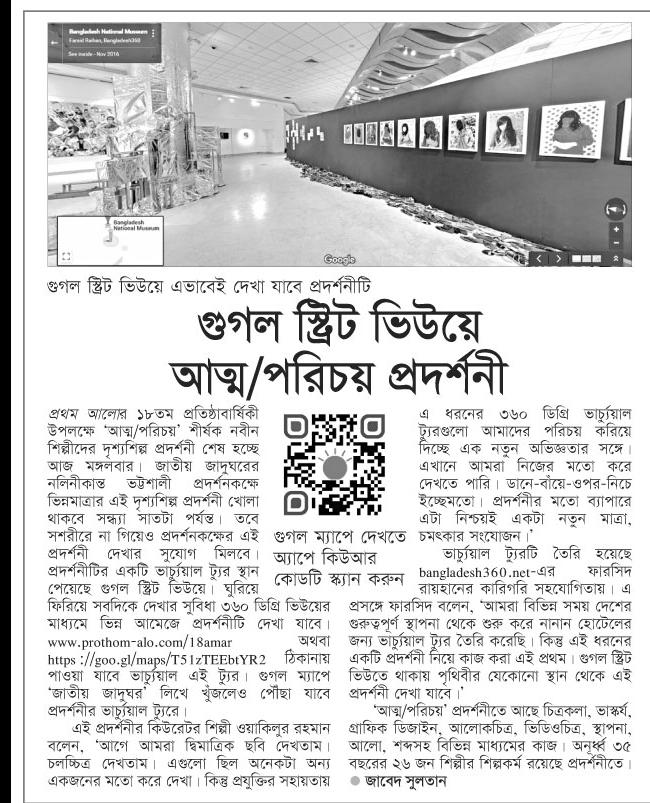 Bangladesh National Museum
Farasid Raihan, Bangladesh360
See inside - Nov 2016
Bangladesh
National Museum
Google
গুগল স্ট্রিট ভিউয়ে এভাবেই দেখা যাবে প্রদর্শনীটি
গুগল স্ট্রিট ভিউয়ে
আত্ম/পরিচয় প্রদর্শনী
প্রথম আলোর ১৮তম প্রতিষ্ঠাবার্ষিকী
উপলক্ষে ‘আত্ম/পরিচয়’ শীর্ষক নবীন
শিল্পীদের দৃশ্যশিল্প প্রদর্শনী শেষ হচ্ছে
আজ মঙ্গলবার। জাতীয় জাদুঘরের
নলিনীকান্ত ভট্টশালী প্রদর্শনকক্ষে
ভিন্নমাত্রার এই দৃশ্যশিল্প প্রদর্শনী খোলা
থাকবে সন্ধ্যা সাতটা পর্যন্ত। তবে
সশরীরে না গিয়েও প্রদর্শনকক্ষের এই
প্রদর্শনী দেখার সুযোগ মিলবে।
প্রদর্শনীটির একটি ভার্চ্যুয়াল ট্যুর স্থান
পেয়েছে গুগল স্ট্রিট ভিউয়ে। ঘুরিয়ে
ফিরিয়ে সবদিকে দেখার সুবিধা ৩৬০ ডিগ্রি ভিউয়ের
মাধ্যমে ভিন্ন আমেজে প্রদর্শনীটি দেখা যাবে।
www.prothom-alo.com/18amar অথবা
https ://goo.gl/maps/T51zTEEbtYR2 ঠিকানায়
পাওয়া যাবে ভার্চ্যুয়াল এই ট্যুর। গুগল ম্যাপে
‘জাতীয় জাদুঘর’ লিখে খুঁজলেও পৌঁছা যাবে
প্রদর্শনীর ভার্চ্যুয়াল ট্যুরে।
এই প্রদর্শনীর কিউরেটর শিল্পী ওয়াকিলুর রহমান
বলেন, ‘আগে আমরা দ্বিমাত্রিক ছবি দেখতাম।
চলচ্চিত্র দেখতাম। এগুলো ছিল অনেকটা অন্য
একজনের মতো করে দেখা। কিন্তু প্রযুক্তির সহায়তায়
গুগল ম্যাপে দেখতে
অ্যাপে কিউআর
কোডটি স্ক্যান করুন
এ ধরনের ৩৬০ ডিগ্রি ভার্চ্যুয়াল
ট্যুরগুলো আমাদের পরিচয় করিয়ে
দিচ্ছে এক নতুন অভিজ্ঞতার সঙ্গে।
এখানে আমরা নিজের মতো করে
দেখতে পারি। ডানে-বাঁয়ে-ওপর-নিচে
ইচ্ছেমতো। প্রদর্শনীর মতো ব্যাপারে
এটা নিশ্চয়ই একটা নতুন মাত্রা,
চমৎকার সংযোজন।’
ভার্চ্যুয়াল ট্যুরটি তৈরি হয়েছে
bangladesh360.net-এর ফারসিদ
রায়হানের কারিগরি সহযোগিতায়। এ
প্রসঙ্গে ফারসিদ বলেন, ‘আমরা বিভিন্ন সময় দেশের
গুরুত্বপূর্ণ স্থাপনা থেকে শুরু করে নানান হোটেলের
জন্য ভার্চ্যুয়াল ট্যুর তৈরি করেছি। কিন্তু এই ধরনের
একটি প্রদর্শনী নিয়ে কাজ করা এই প্রথম। গুগল স্ট্রিট
ভিউতে থাকায় পৃথিবীর যেকোনো স্থান থেকে এই
প্রদর্শনী দেখা যাবে।’
‘আত্ম/পরিচয়’ প্রদর্শনীতে আছে চিত্রকলা, ভাস্কর্য,
গ্রাফিক ডিজাইন, আলোকচিত্র, ভিডিওচিত্র, স্থাপনা,
আলো, শব্দসহ বিভিন্ন মাধ্যমের কাজ। অনূর্ধ্ব ৩৫
বছরের ২৬ জন শিল্পীর শিল্পকর্ম রয়েছে প্রদর্শনীতে।
জাবেদ সুলতান